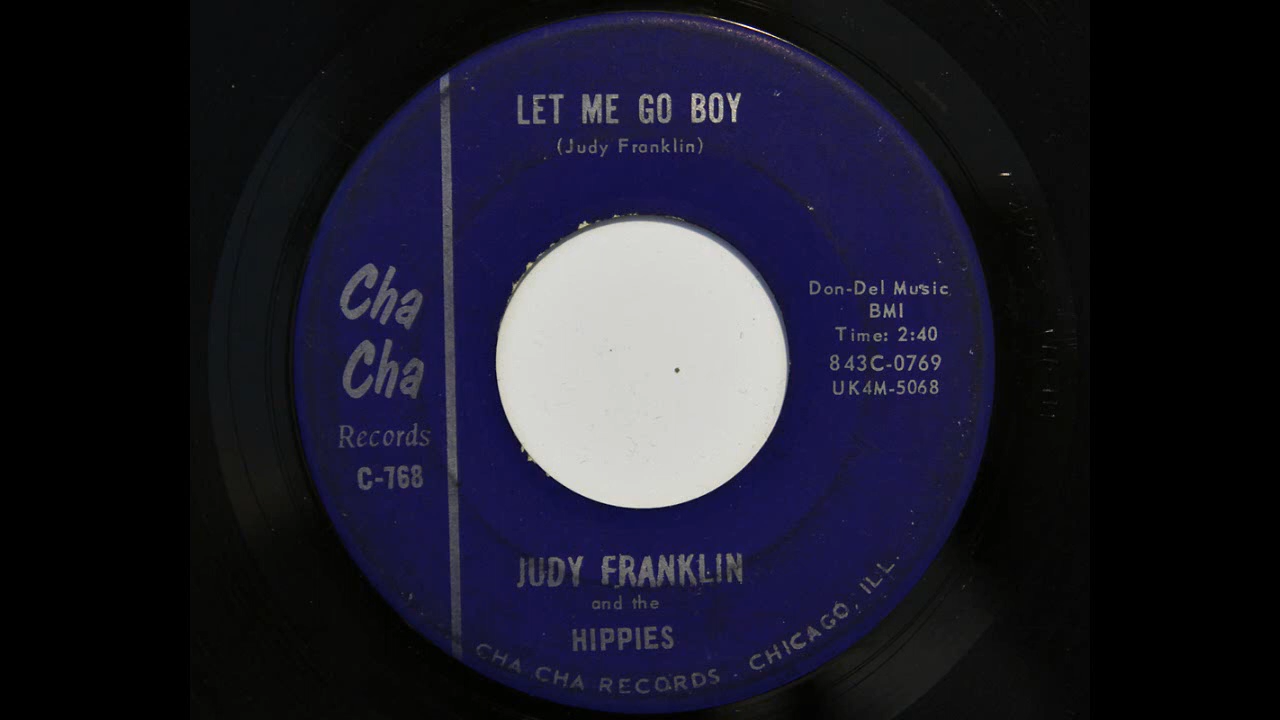 LET ME GO BOY
(Judy Franklin)
Cha
Cha
Records
C-768
Don-Del Music
BMI
Time: 2:40
843C-0769
UK4M-5068
JUDY FRANKLIN
and the
HIPPIES
CHA CHA RECORDS . CHICAGO, ILL.